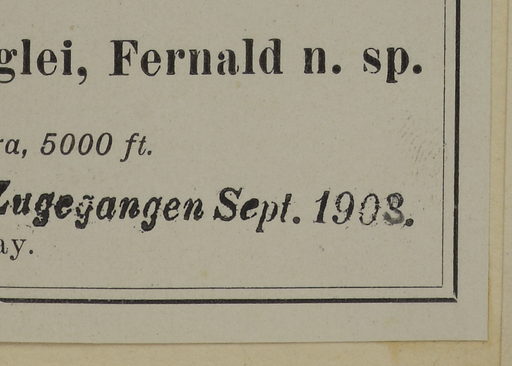 glei, Fernald n. sp.
ra, 5000 ft.
Zugegangen Sept. 1903.
ay.